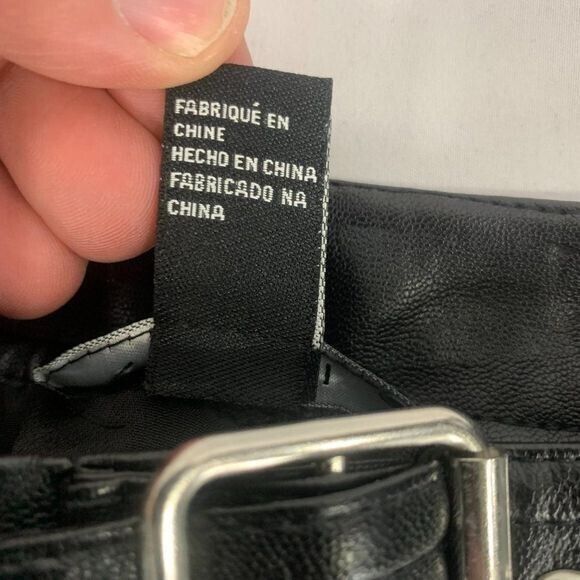 FABRIQUÉ EN
CHINE
HECHO EN CHINA
FABRICADO NA
CHINA